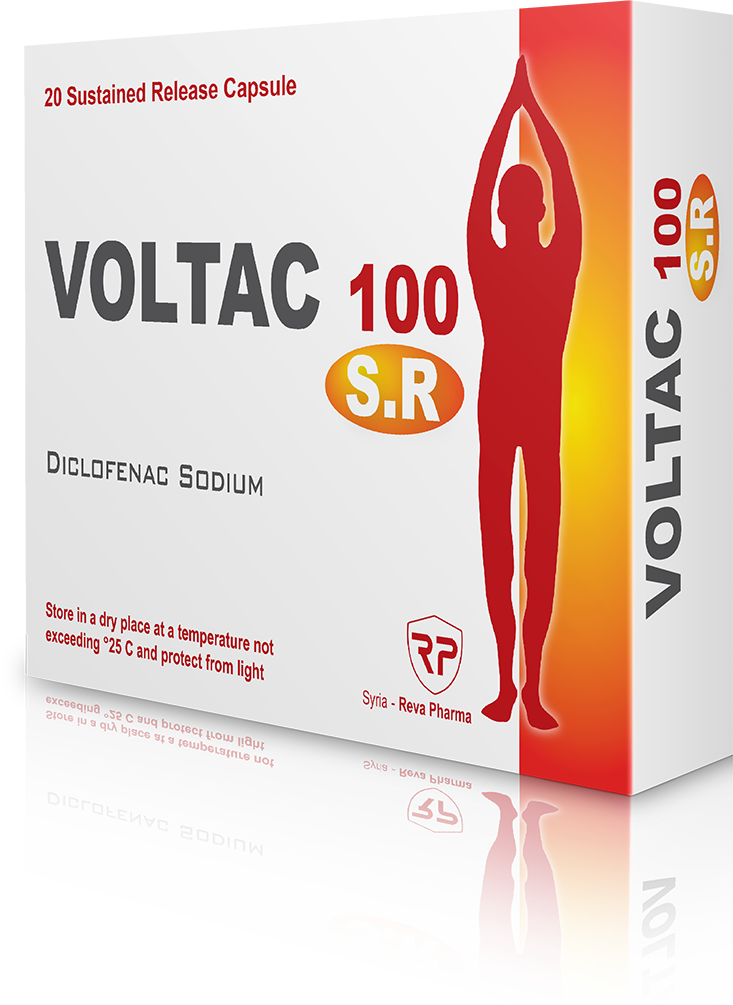 20 Sustained Release Capsule
VOLTAC 100
S.R
Diclofenac Sodium
Store in a dry place at a temperature not
exceeding °25 C and protect from light
RP
Syria - Reva Pharma
VOLTAC 100
S.R